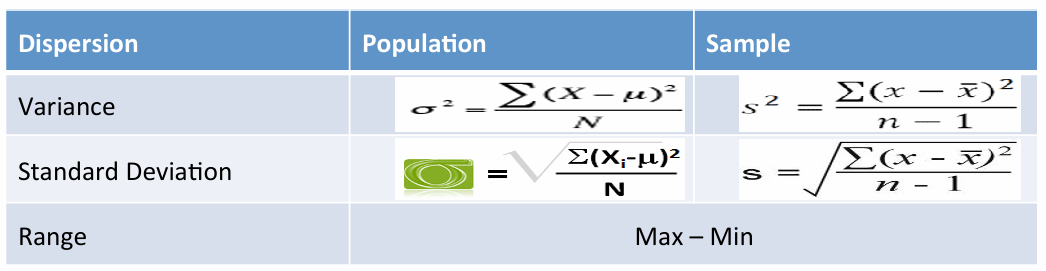 Dispersion Population Sample
Variance σ² = Σ(X − μ)² / N s² = Σ(x − x̄)² / n − 1
Standard Deviation = √Σ(Xᵢ-μ)² / N s = √Σ(x - x̄)² / n - 1
Range Max – Min